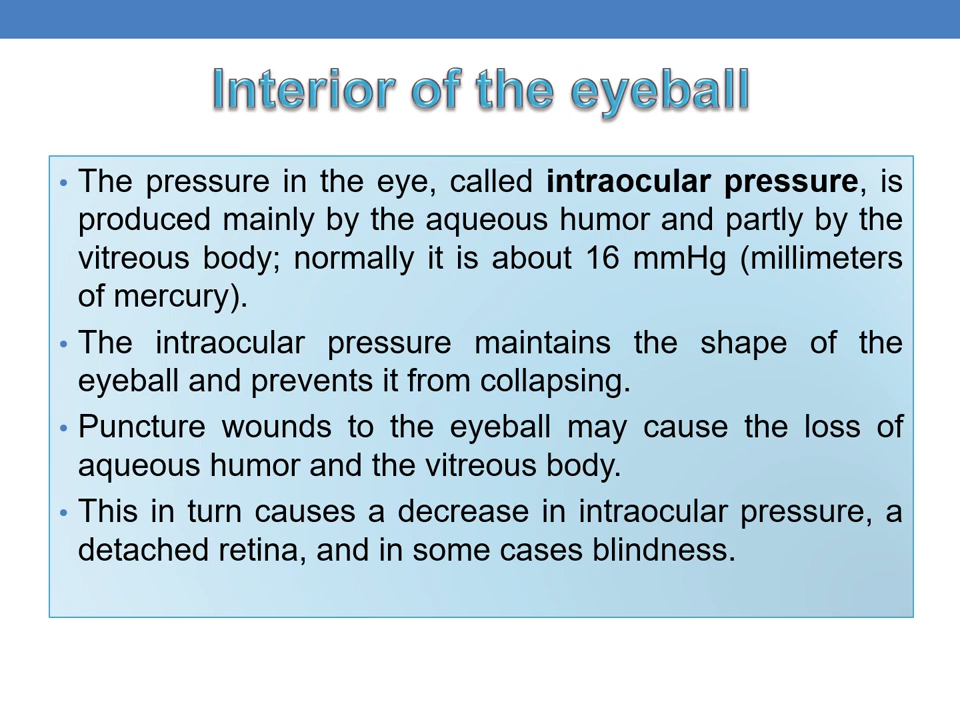 Interior of the eyeball
• The pressure in the eye, called intraocular pressure, is
produced mainly by the aqueous humor and partly by the
vitreous body; normally it is about 16 mmHg (millimeters
of mercury).
• The intraocular pressure maintains the shape of the
eyeball and prevents it from collapsing.
• Puncture wounds to the eyeball may cause the loss of
aqueous humor and the vitreous body.
• This in turn causes a decrease in intraocular pressure, a
detached retina, and in some cases blindness.